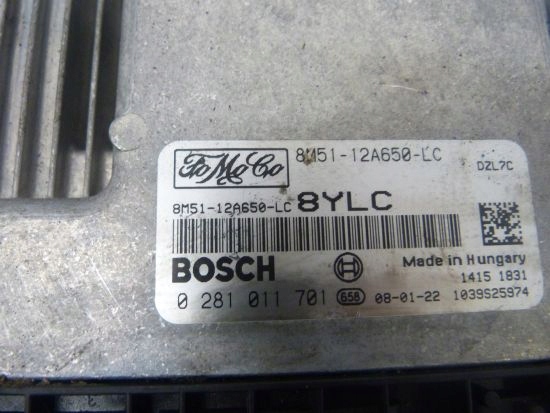 FoMoCo 8M51-12A650-LC
DZL7C
8M51-12A650-LC 8YLC
BOSCH Made in Hungary
1415 1831
0 281 011 701 658 08-01-22 1039S25974